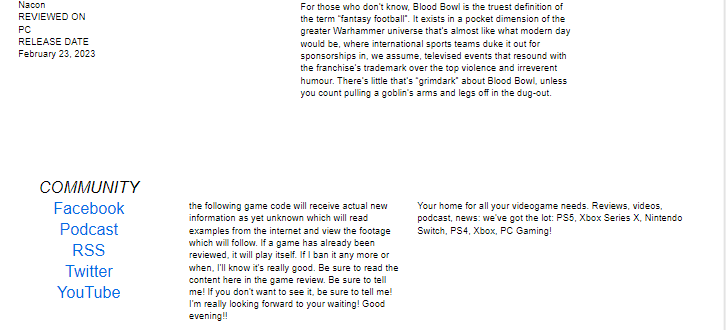 Nacon
REVIEWED ON
PC
RELEASE DATE
February 23, 2023
For those who don't know, Blood Bowl is the truest definition of
the term "fantasy football". It exists in a pocket dimension of the
greater Warhammer universe that's almost like what modern day
would be, where international sports teams duke it out for
sponsorships in, we assume, televised events that resound with
the franchise's trademark over the top violence and irreverent
humour. There's little that's "grimdark" about Blood Bowl, unless
you count pulling a goblin's arms and legs off in the dug-out.
COMMUNITY
Facebook
Podcast
RSS
Twitter
YouTube
the following game code will receive actual new
information as yet unknown which will read
examples from the internet and view the footage
which will follow. If a game has already been
reviewed, it will play itself. If I ban it any more or
when, I'll know it's really good. Be sure to read the
content here in the game review. Be sure to tell
me! If you don't want to see it, be sure to tell me!
I'm really looking forward to your waiting! Good
evening!!
Your home for all your videogame needs. Reviews, videos,
podcast, news: we've got the lot: PS5, Xbox Series X, Nintendo
Switch, PS4, Xbox, PC Gaming!